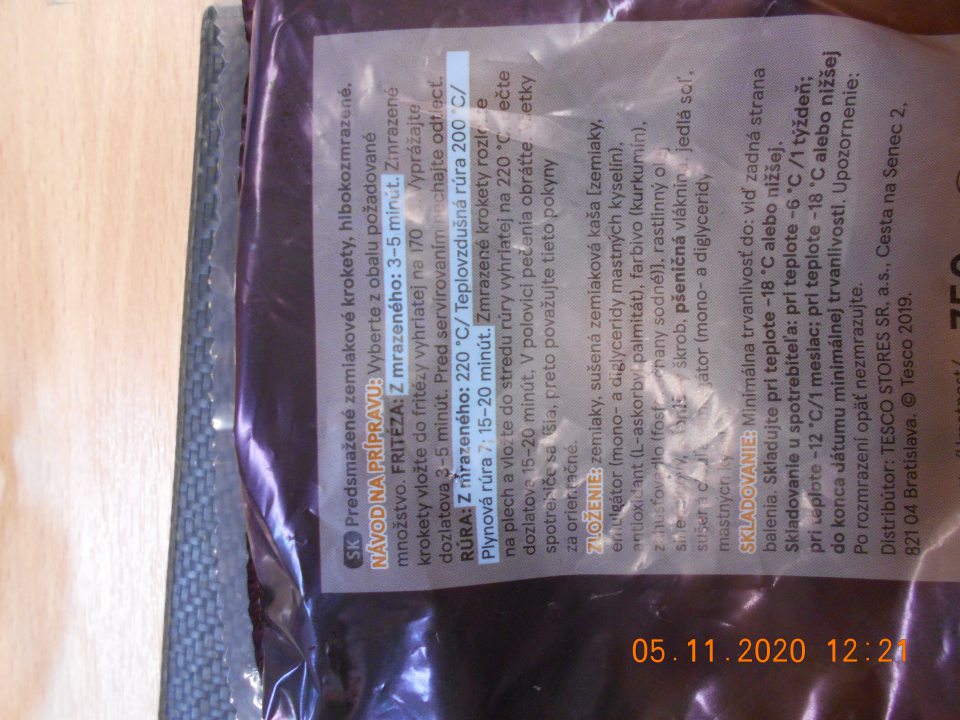 SK Predsmažené zemiakové krokety, hlbokozmrazené.
NÁVOD NA PRÍPRAVU: Vyberte z obalu požadované
množstvo. FRITÉZA: Z mrazeného: 3–5 minút. Zmrazené
krokety vložte do fritézy vyhriatej na 170 Vyprážajte
dozlatova 3–5 minút. Pred servírovaním nechajte odtiecť.
RÚRA: Z mrazeného: 220 °C/ Teplovzdušná rúra 200 °C/
Plynová rúra 7: 15–20 minút. Zmrazené krokety
na plech a vložte do stredu rúry vyhriatej na 220 °C
dozlatova 15–20 minút. V polovici pečenia obráťte.
spotrebiče sa líšia, preto považujte tieto pokyny
za orientačné.
ZLOŽENIE: zemiaky, sušená zemiaková kaša [zemiaky,
emulgátor (mono- a diglyceridy mastných kyselín),
antioxidant (L-askorbyl palmitát), farbivo (kurkumín),
rastlinný
škrob, pšeničná vláknina, jedlá soľ,
(mono- a diglyceridy
mastných
SKLADOVANIE: Minimálna trvanlivosť do: viď zadná strana
balenia. Skladujte pri teplote -18 °C alebo nižšej.
Skladovanie u spotrebiteľa: pri teplote -6 °C /1 týždeň;
pri teplote -12 °C/1 mesiac; pri teplote -18 °C alebo nižšej
do konca dátumu minimálnej trvanlivosti. Upozornenie:
Po rozmrazení opäť nezmrazujte.
Distribútor: TESCO STORES SR, a.s., Cesta na Senec 2,
821 04 Bratislava. © Tesco 2019.
05.11.2020 12:21